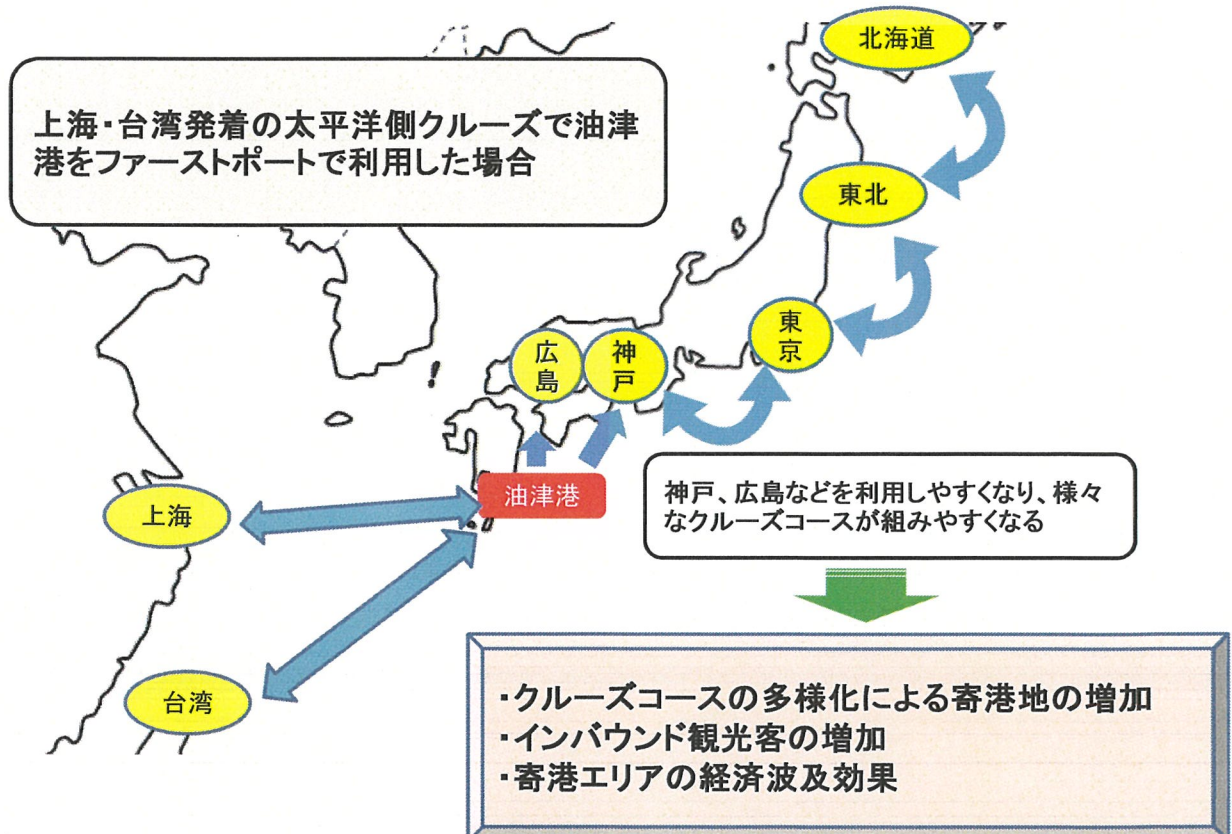 北海道
上海・台湾発着の太平洋側クルーズで油津
港をファーストポートで利用した場合
東北
東
京
広
島
神
戸
油津港
上海
神戸、広島などを利用しやすくなり、様々
なクルーズコースが組みやすくなる
台湾
・クルーズコースの多様化による寄港地の増加
・インバウンド観光客の増加
・寄港エリアの経済波及効果